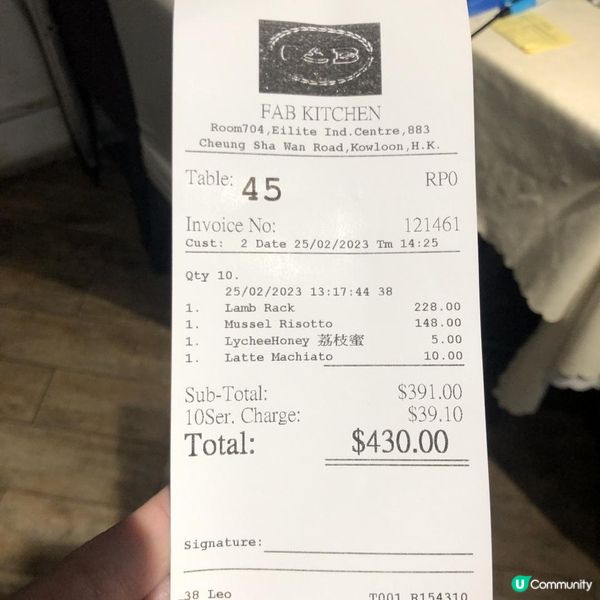 FAB
FAB KITCHEN
Room704,Eilite Ind.Centre,883
Cheung Sha Wan Road,Kowloon,H.K.
Table: 45 RP0
Invoice No: 121461
Cust: 2 Date 25/02/2023 Tm 14:25
Qty 10.
25/02/2023 13:17:44 38
1. Lamb Rack 228.00
1. Mussel Risotto 148.00
1. LycheeHoney 荔枝蜜 5.00
1. Latte Machiato 10.00
Sub-Total: $391.00
10Ser. Charge: $39.10
Total: $430.00
Signature:
38 Leo T001 R154310
U Community